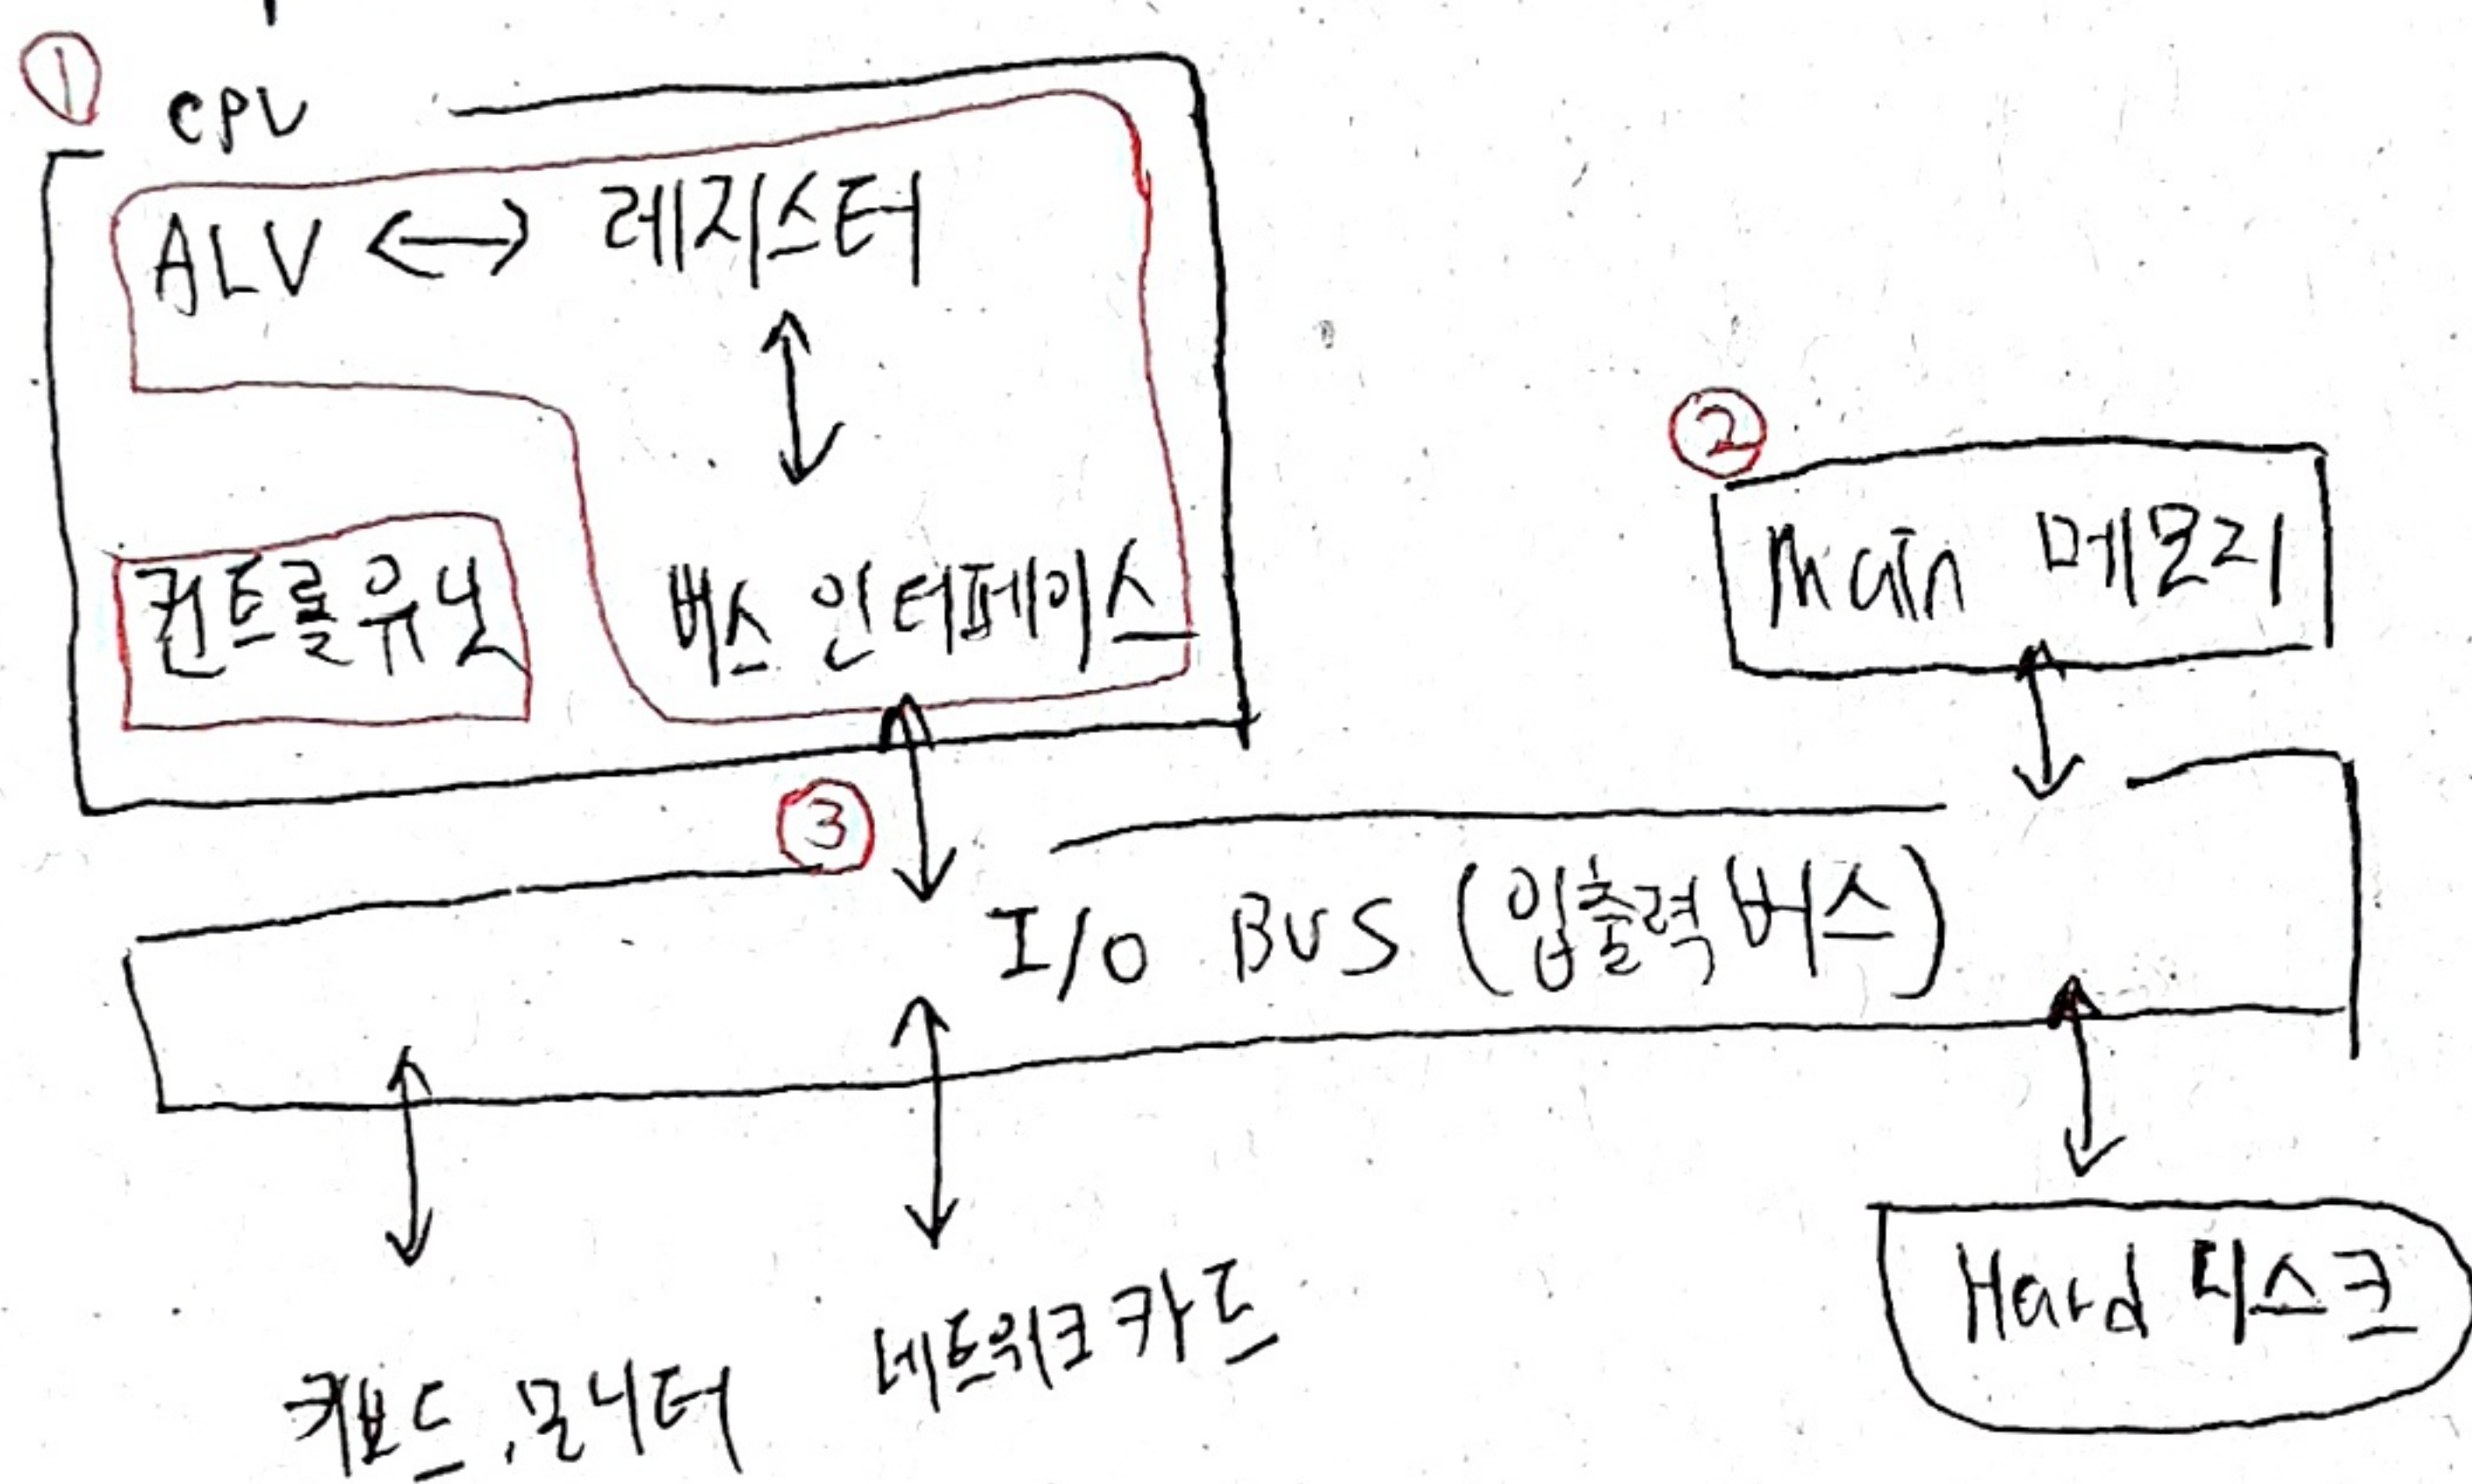 ① CPU
ALU ↔ 레지스터
컨트롤유닛
버스 인터페이스
② Main 메모리
③
I/O BUS (입출력 버스)
키보드, 모니터
네트워크 카드
Hard 디스크